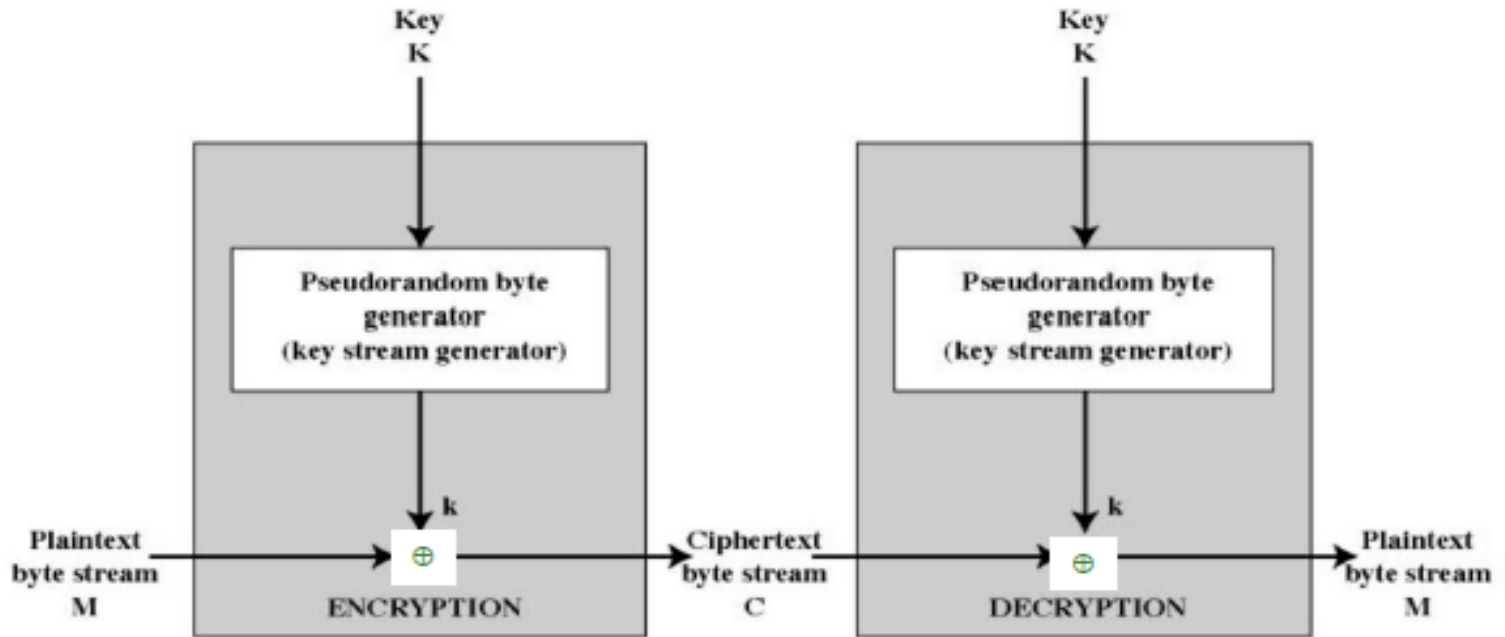 Key
K
Key
K
Pseudorandom byte
generator
(key stream generator)
Pseudorandom byte
generator
(key stream generator)
k
k
Plaintext
byte stream
M
⊕
Ciphertext
byte stream
C
⊕
Plaintext
byte stream
M
ENCRYPTION
DECRYPTION